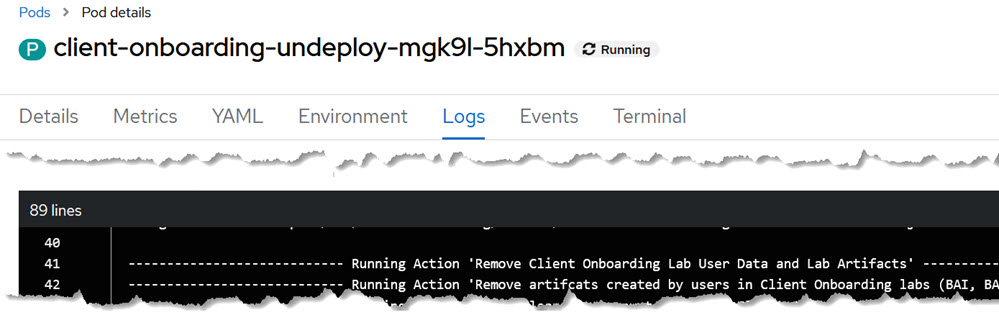 Pods > Pod details
P client-onboarding-undeploy-mgk9l-5hxbm Running
Details Metrics YAML Environment Logs Events Terminal
89 lines
40
41 ---------------------------- Running Action 'Remove Client Onboarding Lab User Data and Lab Artifacts' ----------
42 ---------------------------- Running Action 'Remove artifcats created by users in Client Onboarding labs (BAI, BA